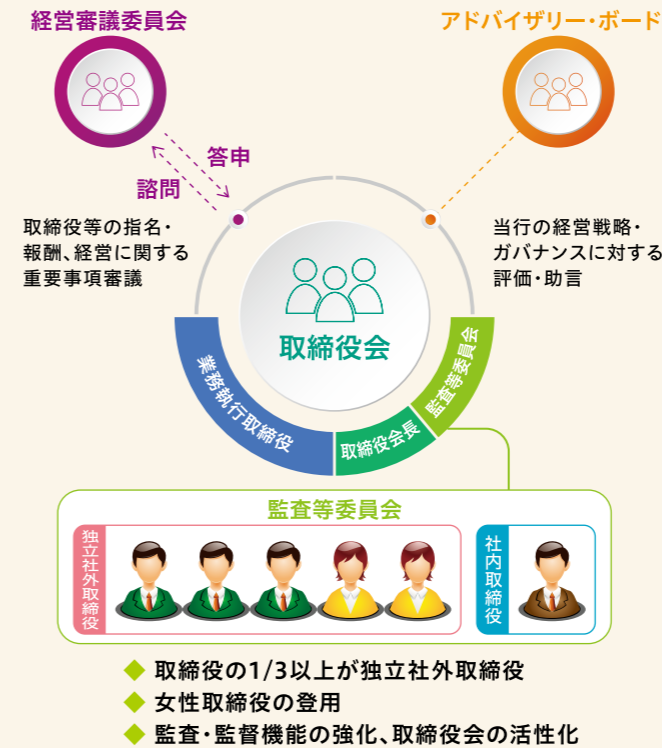 経営審議委員会
アドバイザリー・ボード
答申
諮問
取締役等の指名・
報酬、経営に関する
重要事項審議
当行の経営戦略・
ガバナンスに対する
評価・助言
取締役会
業務執行取締役
取締役会長
監査等委員会
監査等委員会
独立社外取締役
社内取締役
◆ 取締役の1/3以上が独立社外取締役
◆ 女性取締役の登用
◆ 監査・監督機能の強化、取締役会の活性化